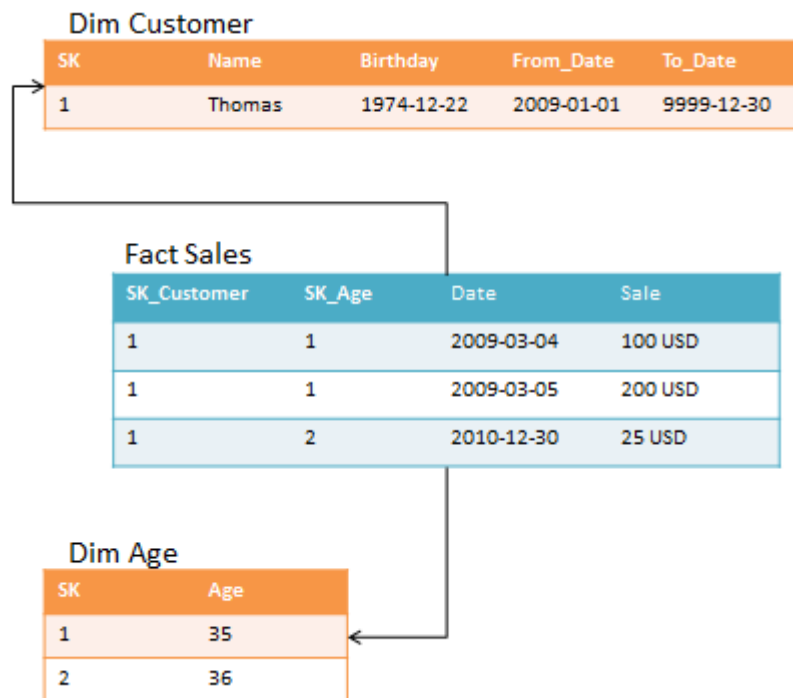 Dim Customer
SK Name Birthday From_Date To_Date
1 Thomas 1974-12-22 2009-01-01 9999-12-30
Fact Sales
SK_Customer SK_Age Date Sale
1 1 2009-03-04 100 USD
1 1 2009-03-05 200 USD
1 2 2010-12-30 25 USD
Dim Age
SK Age
1 35
2 36